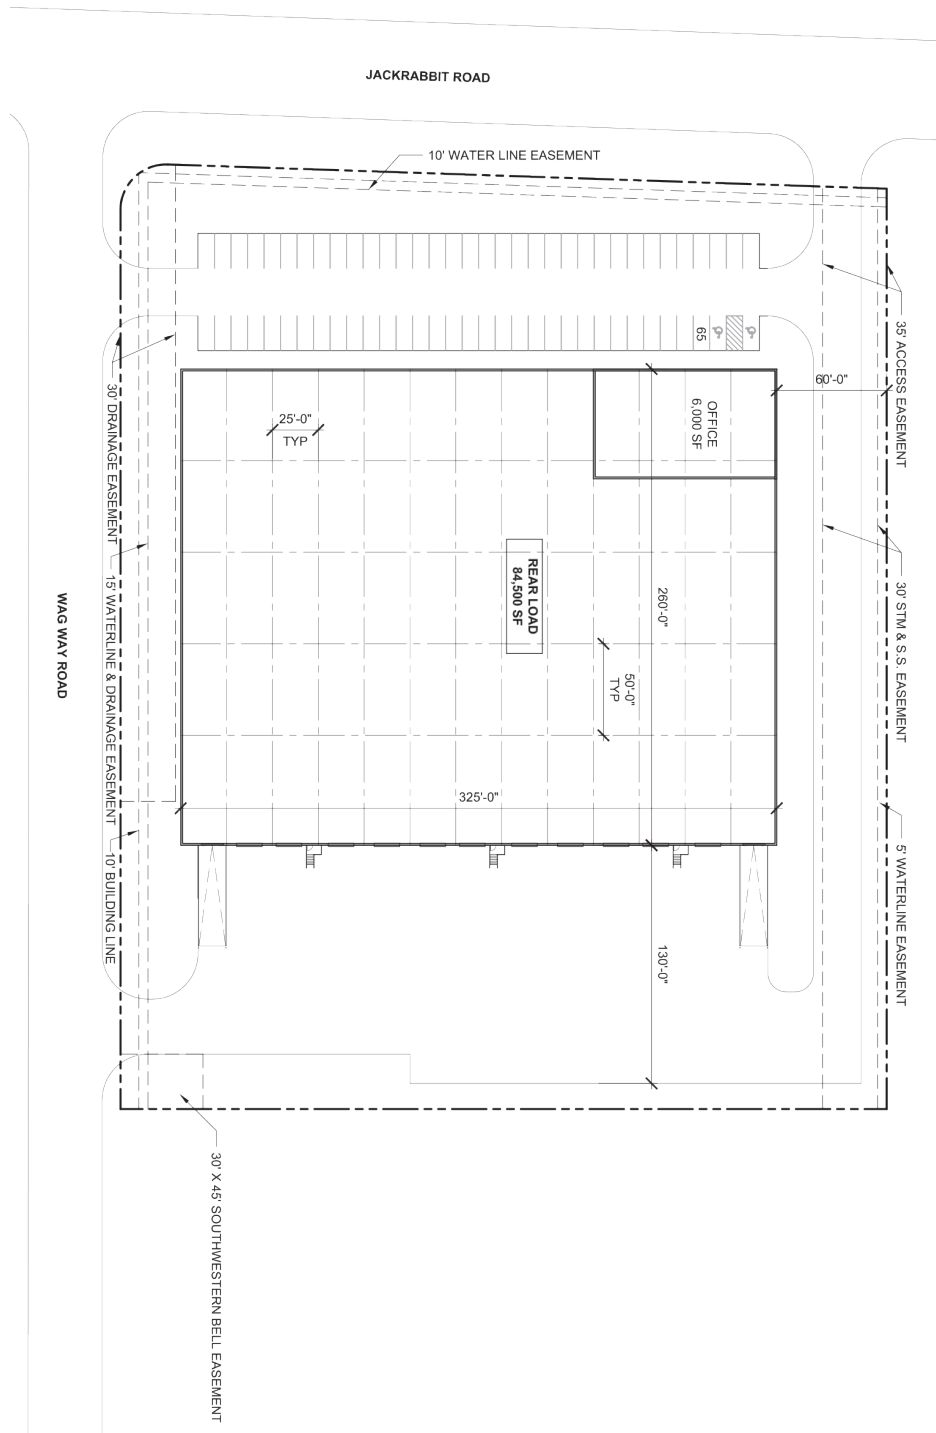 JACKRABBIT ROAD
10' WATER LINE EASEMENT
65
35' ACCESS EASEMENT
60'-0"
OFFICE
6,000 SF
25'-0"
TYP
30' DRAINAGE EASEMENT
REAR LOAD
84,500 SF
260'-0"
30' STM & S.S. EASEMENT
15' WATERLINE & DRAINAGE EASEMENT
WAG WAY ROAD
50'-0"
TYP
325'-0"
10' BUILDING LINE
5' WATERLINE EASEMENT
130'-0"
30' X 45' SOUTHWESTERN BELL EASEMENT